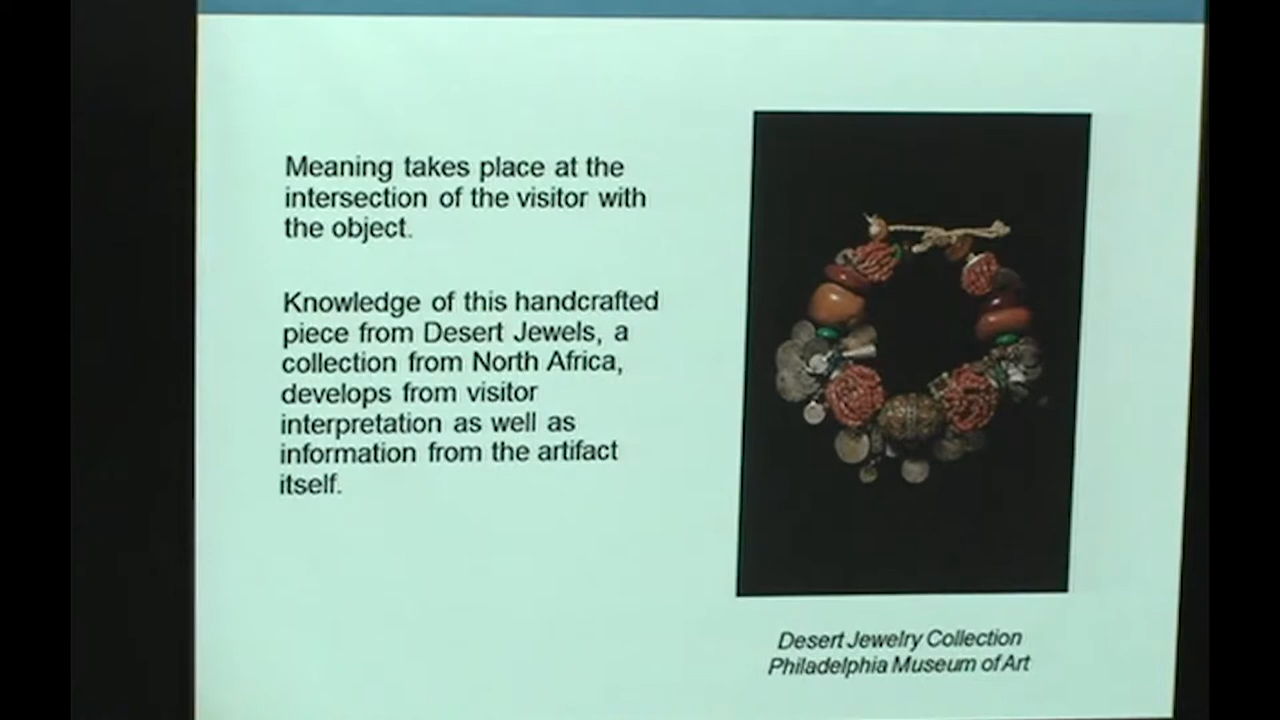 Meaning takes place at the
intersection of the visitor with
the object.
Knowledge of this handcrafted
piece from Desert Jewels, a
collection from North Africa,
develops from visitor
interpretation as well as
information from the artifact
itself.
Desert Jewelry Collection
Philadelphia Museum of Art